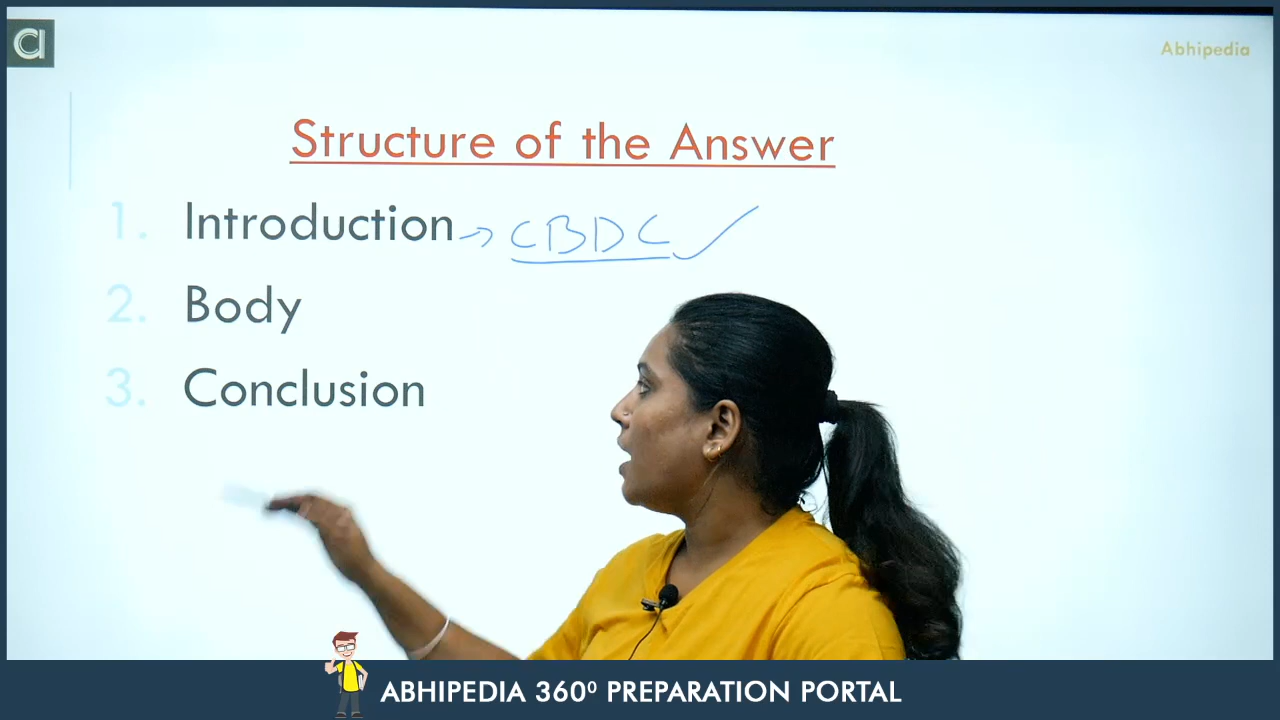 Abhipedia
Structure of the Answer
1. Introduction → CBDC ✓
2. Body
3. Conclusion
ABHIPEDIA 360⁰ PREPARATION PORTAL